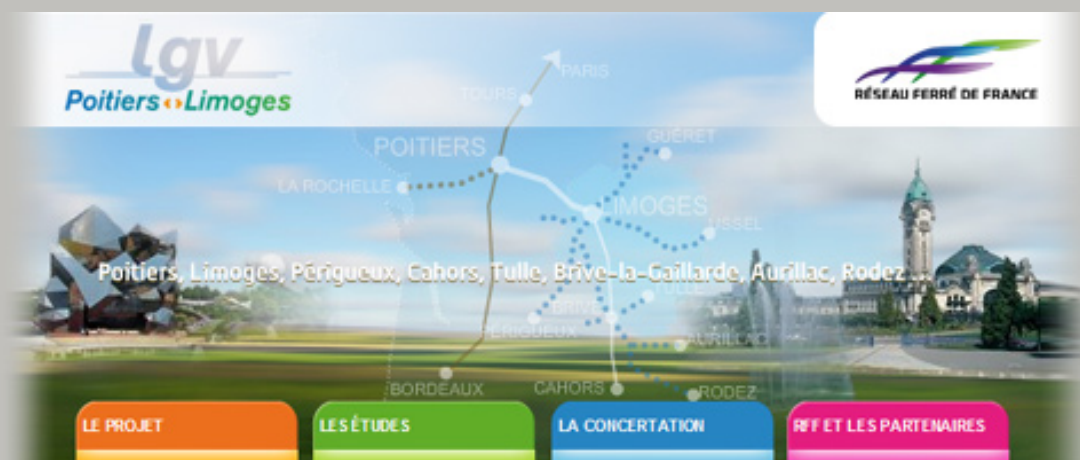 lgv
Poitiers Limoges
RÉSEAU FERRÉ DE FRANCE
PARIS
TOURS
GUÉRET
POITIERS
LA ROCHELLE
LIMOGES
USSEL
Poitiers, Limoges, Périgueux, Cahors, Tulle, Brive-la-Gaillarde, Aurillac, Rodez ...
BRIVE
PÉRIGUEUX
AURILLAC
BORDEAUX
CAHORS
RODEZ
LE PROJET
LES ÉTUDES
LA CONCERTATION
RFF ET LES PARTENAIRES